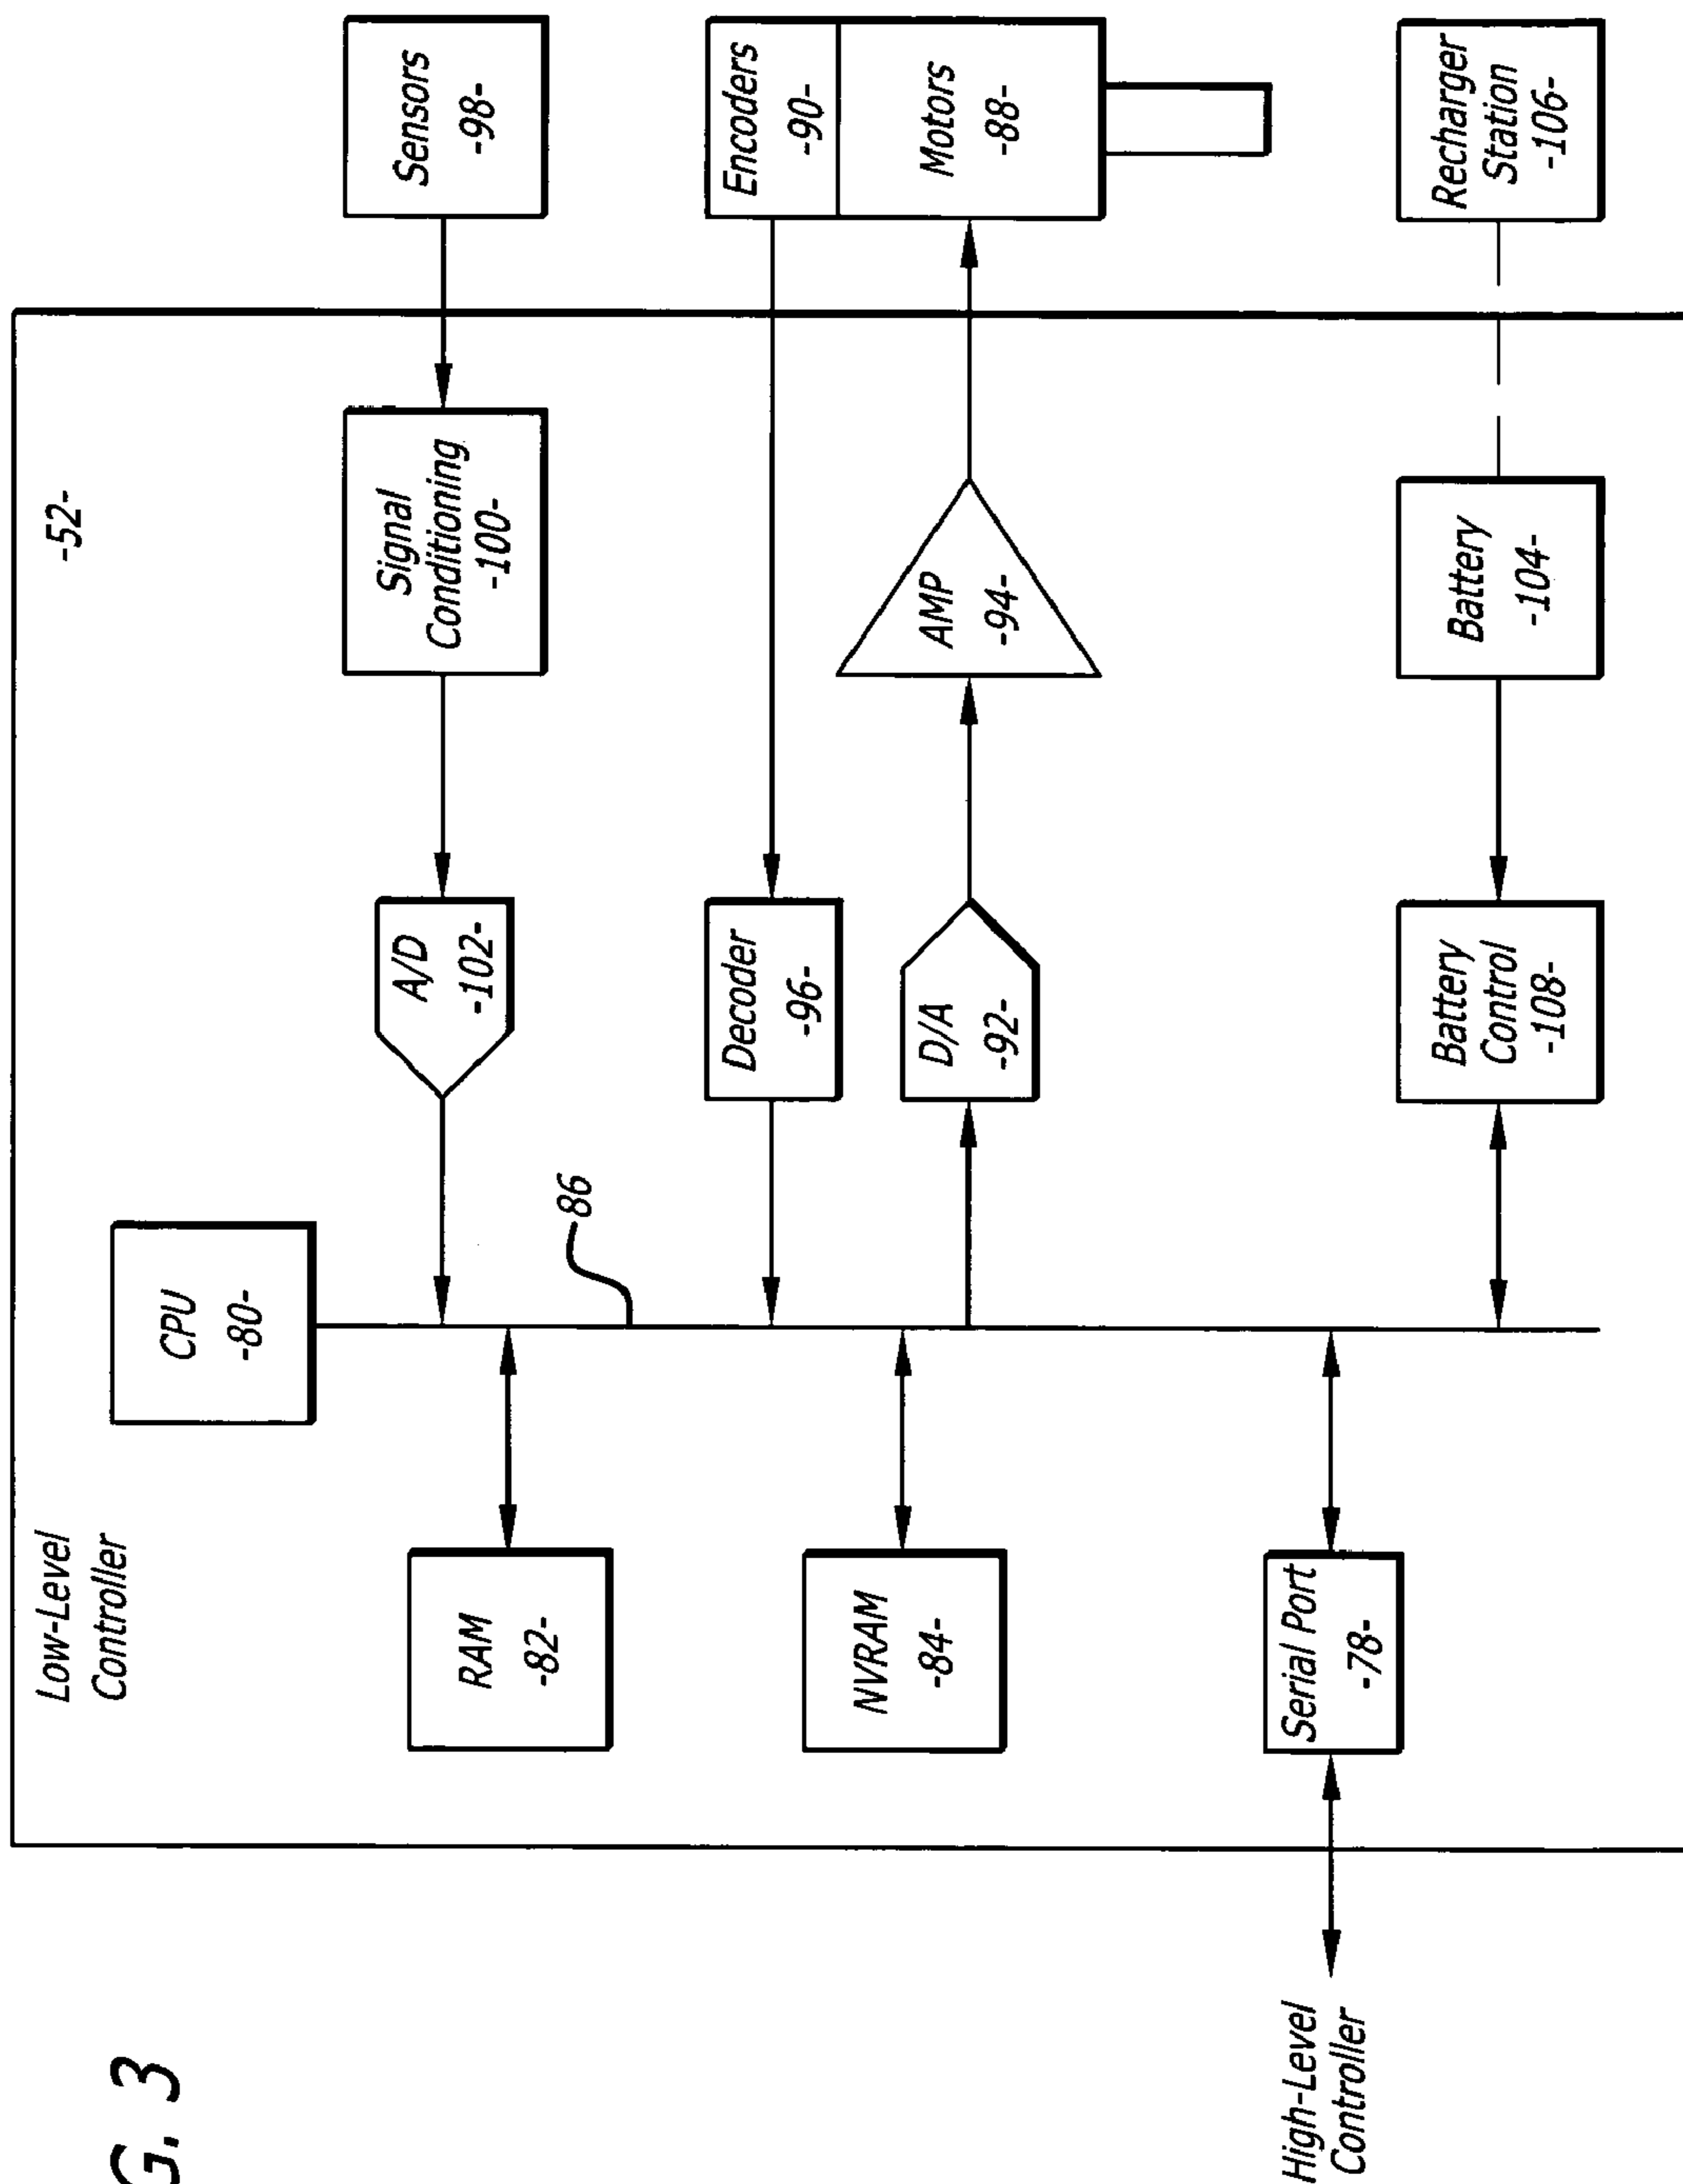 G. 3
Low-Level
Controller
-52-
CPU
-80-
86
RAM
-82-
NVRAM
-84-
Serial Port
-78-
High-Level
Controller
A/D
-102-
Signal
Conditioning
-100-
Sensors
-98-
Decoder
-96-
Encoders
-90-
D/A
-92-
AMP
-94-
Motors
-88-
Battery
Control
-108-
Battery
-104-
Recharger
Station
-106-